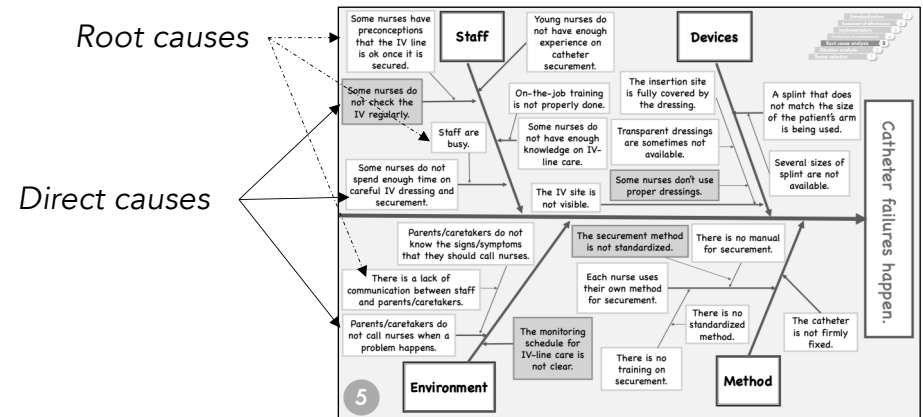 Root causes
Direct causes
Some nurses have
preconceptions
that the IV line
is ok once it is
secured.
Staff
Young nurses do
not have enough
experience on
catheter
securement.
Devices
Root cause analysis
3
Some nurses do
not check the
IV regularly.
On-the-job training
is not properly done.
Staff are
busy.
Some nurses do
not have enough
knowledge on IV-
line care.
Some nurses do not
spend enough time on
careful IV dressing and
securement.
The insertion site
is fully covered by
the dressing.
Transparent dressings
are sometimes not
available.
Some nurses don't use
proper dressings.
The IV site is
not visible.
A splint that does
not match the size
of the patient's arm
is being used.
Several sizes of
splint are not
available.
Catheter failures happen.
Parents/caretakers do not
know the signs/symptoms
that they should call nurses.
There is a lack of
communication between staff
and parents/caretakers.
Parents/caretakers do
not call nurses when a
problem happens.
The monitoring
schedule for
IV-line care is
not clear.
Environment
The securement method
is not standardized.
There is no manual
for securement.
Each nurse uses
their own method
for securement.
There is no
standardized
method.
There is no
training on
securement.
The catheter
is not firmly
fixed.
Method
5